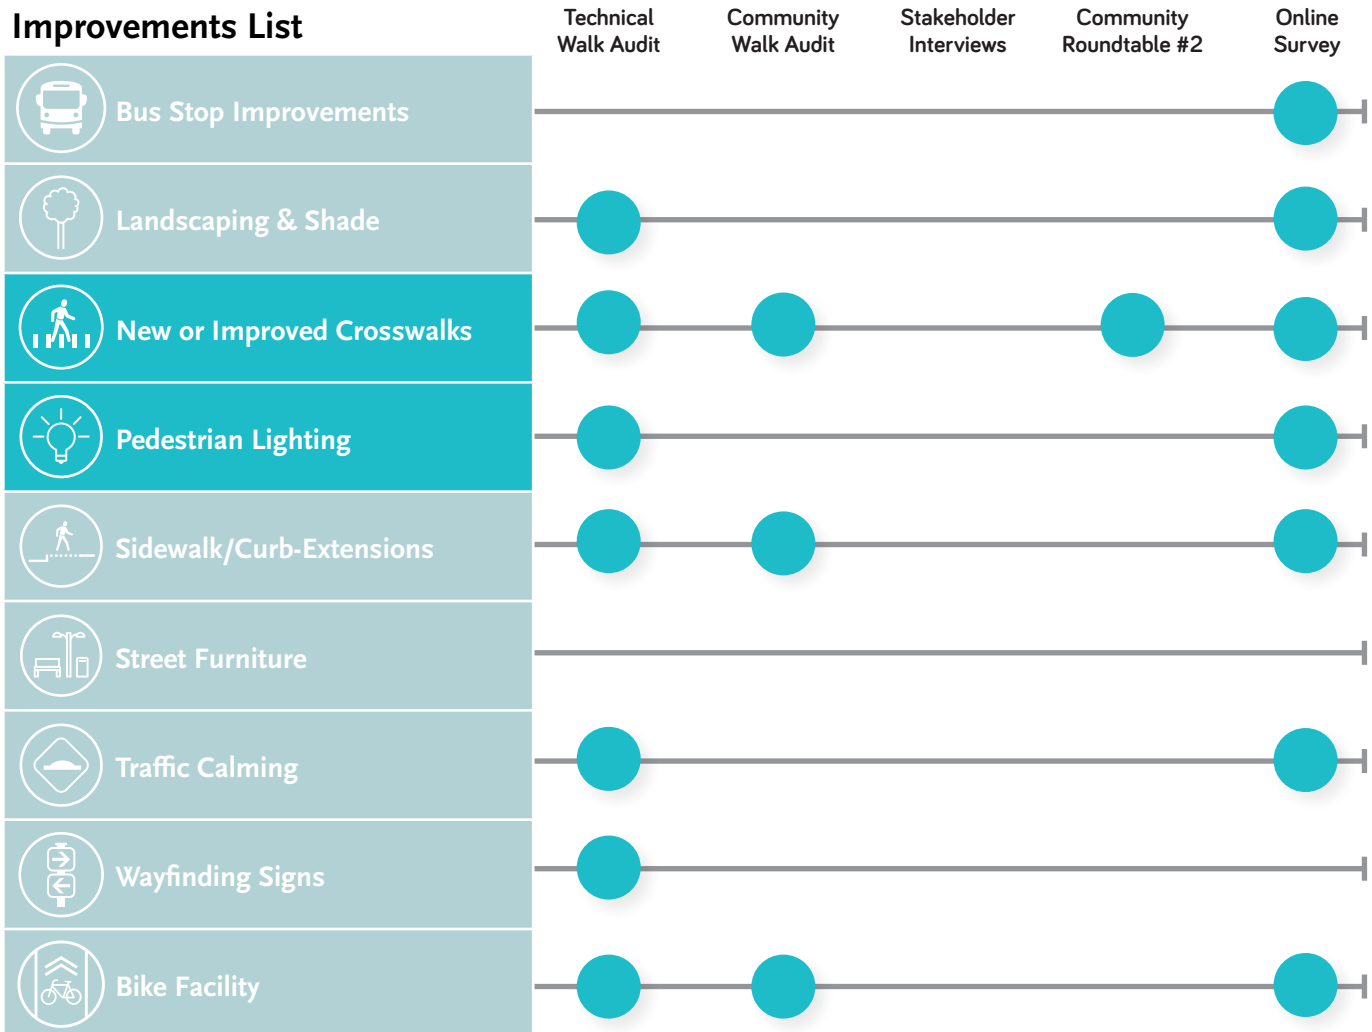 Improvements List
Technical
Walk Audit
Community
Walk Audit
Stakeholder
Interviews
Community
Roundtable #2
Online
Survey
Bus Stop Improvements
Landscaping & Shade
New or Improved Crosswalks
Pedestrian Lighting
Sidewalk/Curb-Extensions
Street Furniture
Traffic Calming
Wayfinding Signs
Bike Facility